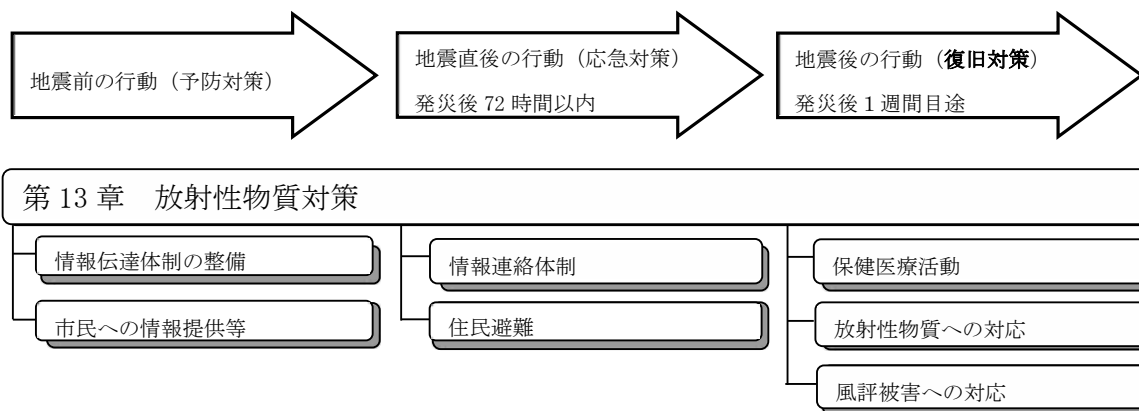 地震前の行動（予防対策）
地震直後の行動（応急対策）
発災後 72 時間以内
地震後の行動（復旧対策）
発災後１週間目途
第 13 章　放射性物質対策
情報伝達体制の整備
市民への情報提供等
情報連絡体制
住民避難
保健医療活動
放射性物質への対応
風評被害への対応